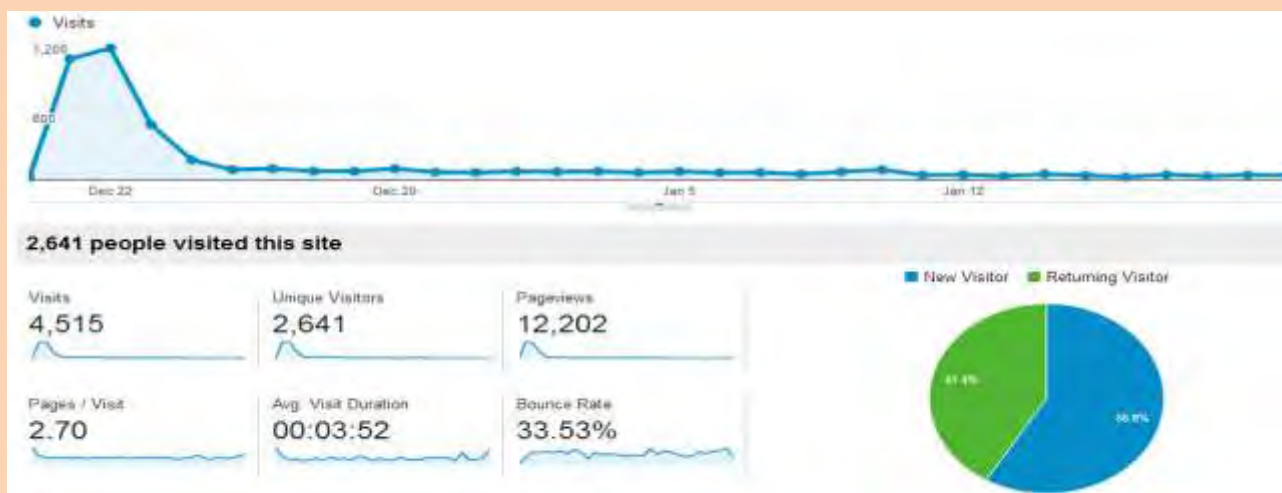 Visits
1,200
600
Dec 22
Dec 29
Jan 5
Jan 12
2,641 people visited this site
New Visitor Returning Visitor
Visits
4,515
Unique Visitors
2,641
Pageviews
12,202
Pages / Visit
2.70
Avg. Visit Duration
00:03:52
Bounce Rate
33.53%